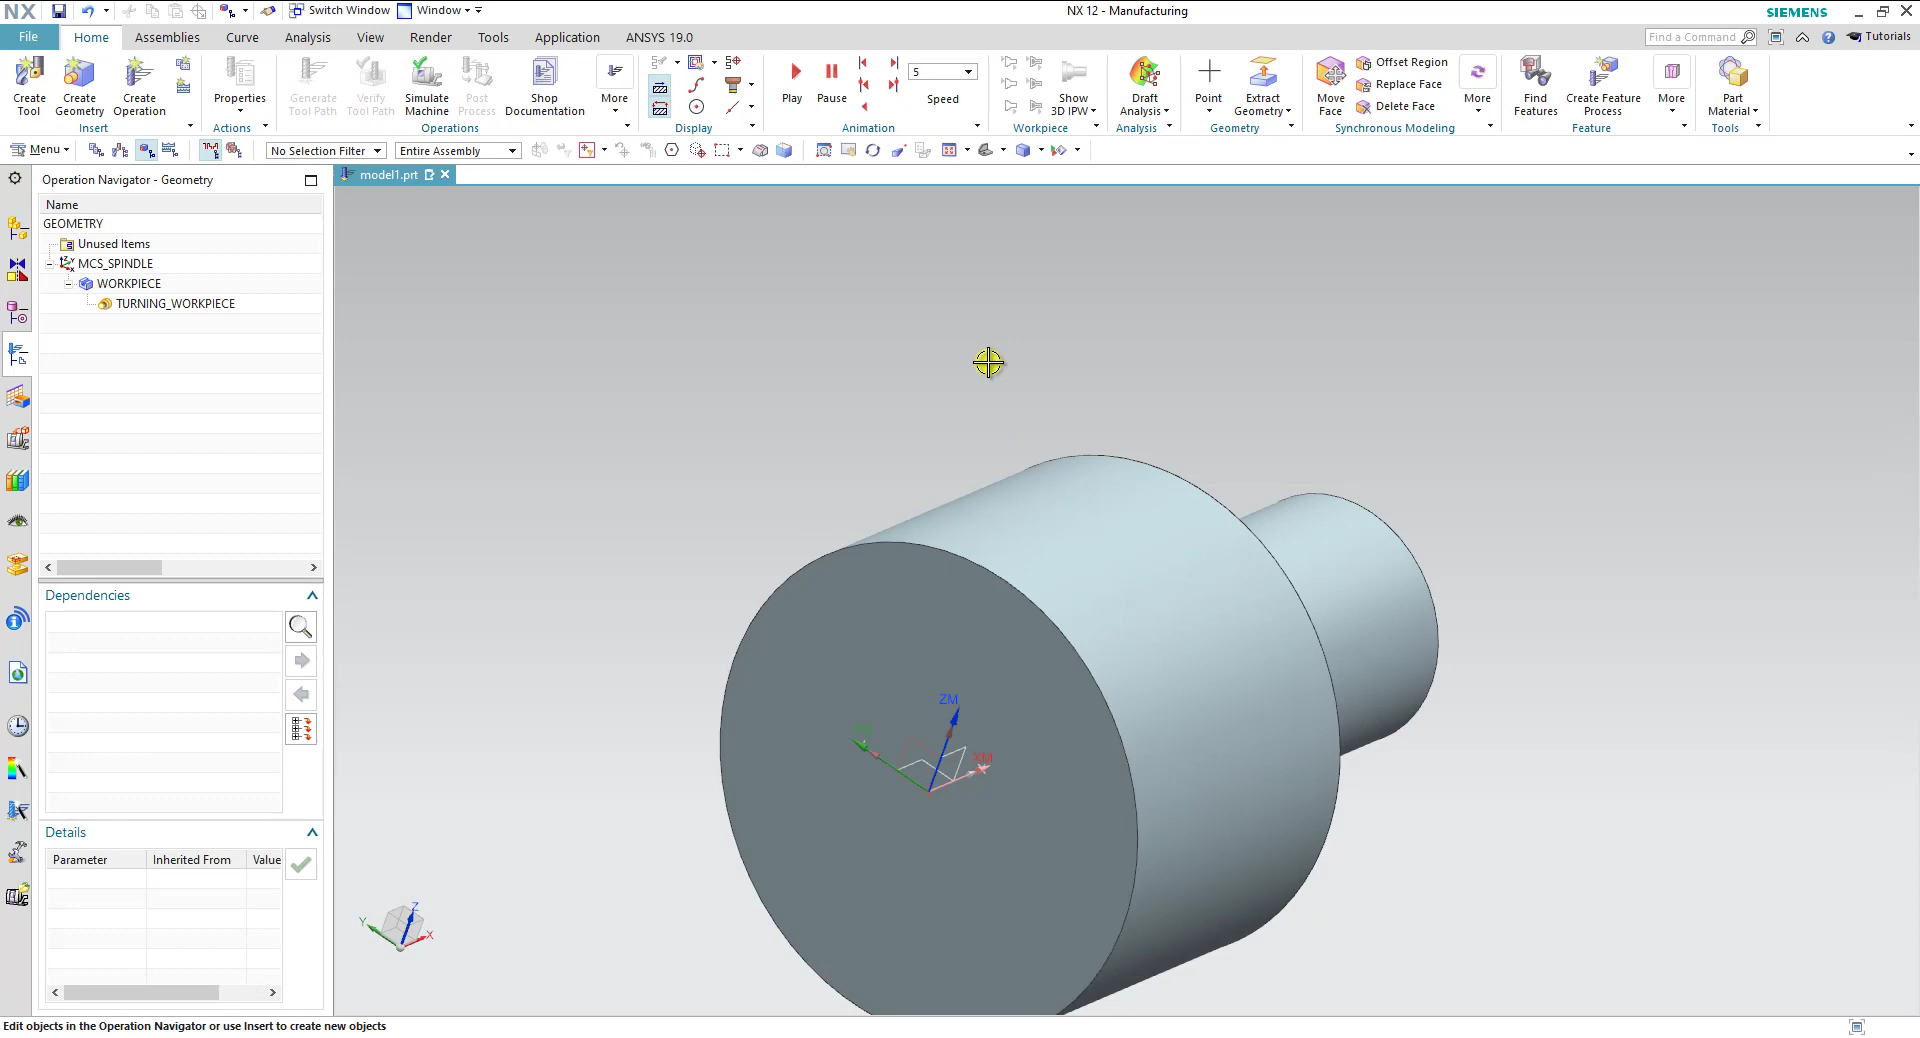 NX Switch Window Window NX 12 - Manufacturing SIEMENS
File Home Assemblies Curve Analysis View Render Tools Application ANSYS 19.0 Find a Command Tutorials
Create Tool
Create Geometry
Create Operation
Insert
Properties
Actions
Generate Tool Path
Verify Tool Path
Simulate Machine
Post Process
Shop Documentation
More
Operations
Display
Play
Pause
5
Speed
Animation
Show 3D IPW
Workpiece
Draft Analysis
Analysis
Point
Extract Geometry
Geometry
Move Face
Offset Region
Replace Face
Delete Face
More
Synchronous Modeling
Find Features
Create Feature Process
More
Feature
Part Material
Tools
Menu No Selection Filter Entire Assembly
Operation Navigator - Geometry
model1.prt
Name
GEOMETRY
Unused Items
MCS_SPINDLE
WORKPIECE
TURNING_WORKPIECE
Dependencies
Details
Parameter Inherited From Value
ZM
XM
Z
Y
X
Edit objects in the Operation Navigator or use Insert to create new objects